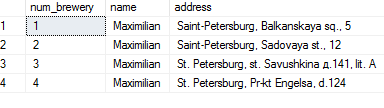 num_brewery name address
1 1 Maximilian Saint-Petersburg, Balkanskaya sq., 5
2 2 Maximilian Saint-Petersburg, Sadovaya st., 12
3 3 Maximilian St. Petersburg, st. Savushkina д.141, lit. A
4 4 Maximilian St. Petersburg, Pr-kt Engelsa, d.124